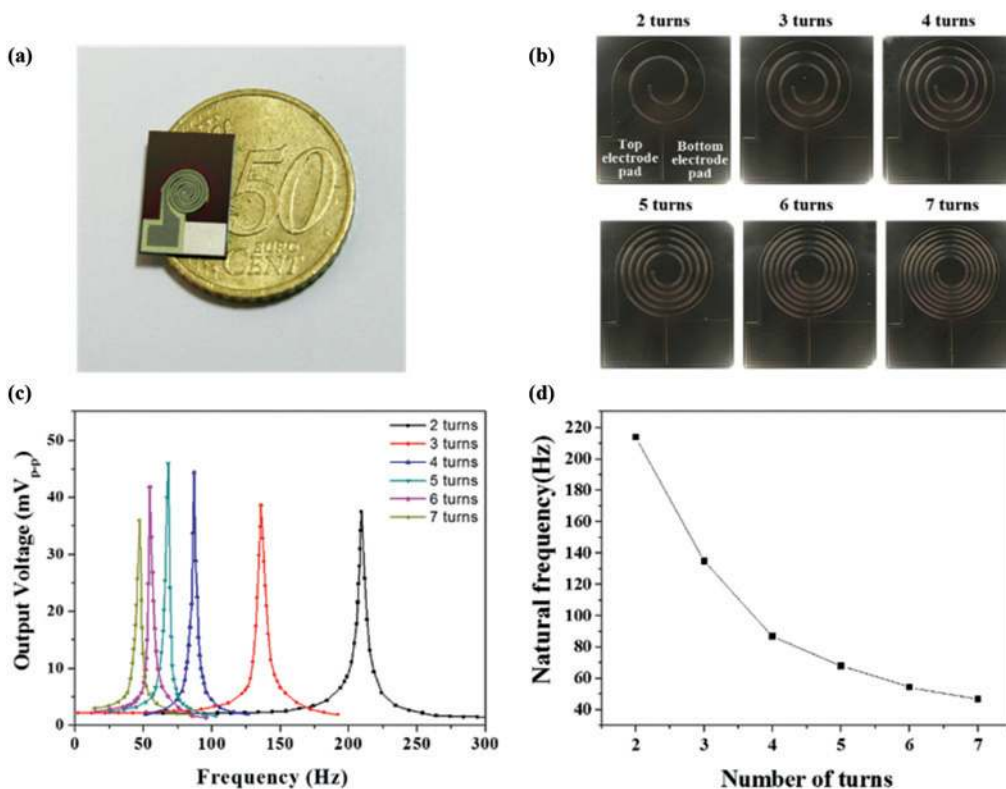 (a)
50
EURO
CENT
(b)
2 turns
3 turns
4 turns
Top
electrode
pad
Bottom
electrode
pad
5 turns
6 turns
7 turns
(c)
Output Voltage (mVp-p)
50
40
30
20
10
0
0
50
100
150
200
250
300
Frequency (Hz)
2 turns
3 turns
4 turns
5 turns
6 turns
7 turns
(d)
Natural frequency(Hz)
220
200
180
160
140
120
100
80
60
40
2
3
4
5
6
7
Number of turns